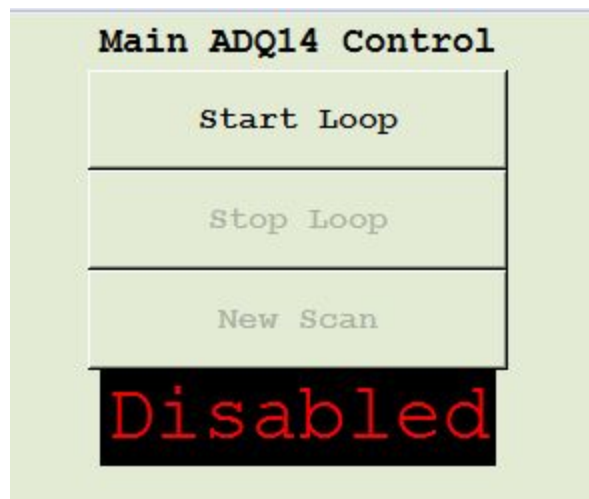 Main ADQ14 Control
Start Loop
Stop Loop
New Scan
Disabled